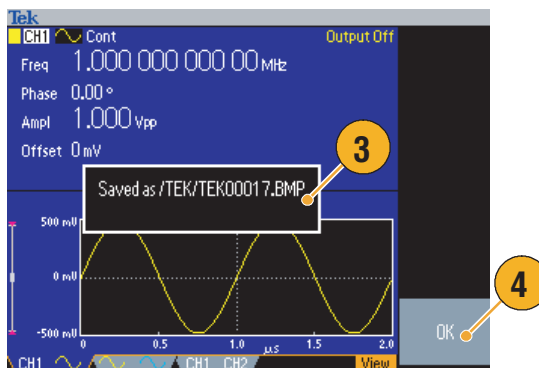 Tek
CH1 Cont Output Off
Freq 1.000 000 000 00 MHz
Phase 0.00 °
Ampl 1.000 Vpp
Offset 0 mV
3
Saved as /TEK/TEK00017.BMP
500 mV
0 mV
-500 mV
0 0.5 1.0 µs 1.5 2.0
4
OK
CH1 CH1 CH2 View